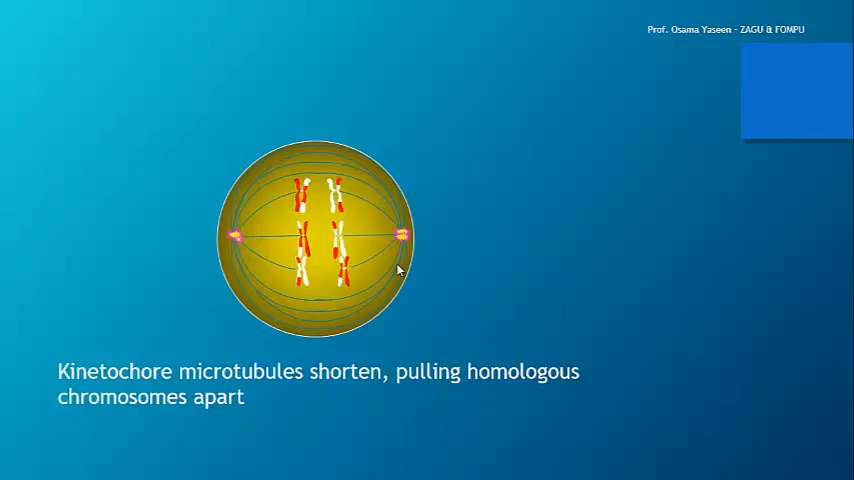 Prof. Osama Yaseen - ZAGU & FOMPU
Kinetochore microtubules shorten, pulling homologous
chromosomes apart